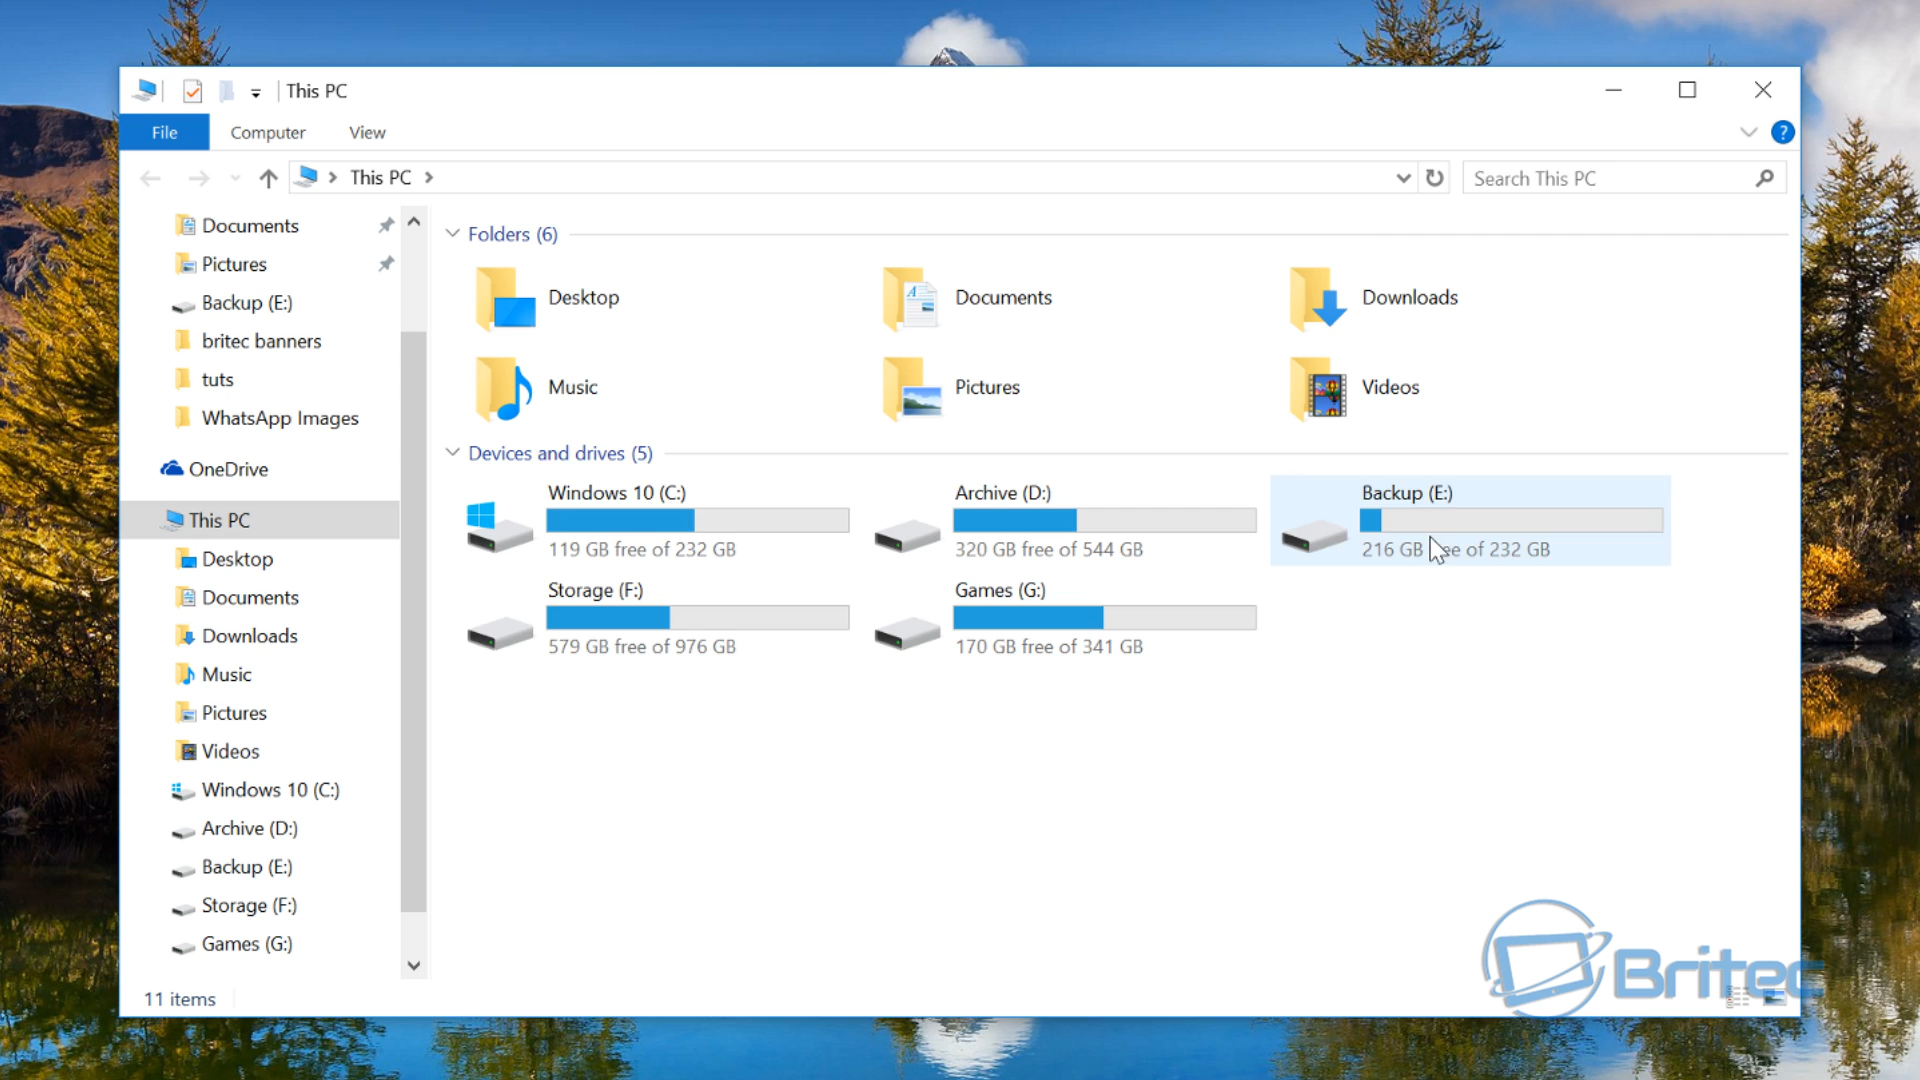 This PC
File Computer View
This PC
Search This PC
Documents
Pictures
Backup (E:)
britec banners
tuts
WhatsApp Images
OneDrive
This PC
Desktop
Documents
Downloads
Music
Pictures
Videos
Windows 10 (C:)
Archive (D:)
Backup (E:)
Storage (F:)
Games (G:)
Folders (6)
Desktop Documents Downloads
Music Pictures Videos
Devices and drives (5)
Windows 10 (C:) Archive (D:) Backup (E:)
119 GB free of 232 GB 320 GB free of 544 GB 216 GB free of 232 GB
Storage (F:) Games (G:)
579 GB free of 976 GB 170 GB free of 341 GB
11 items
Britec